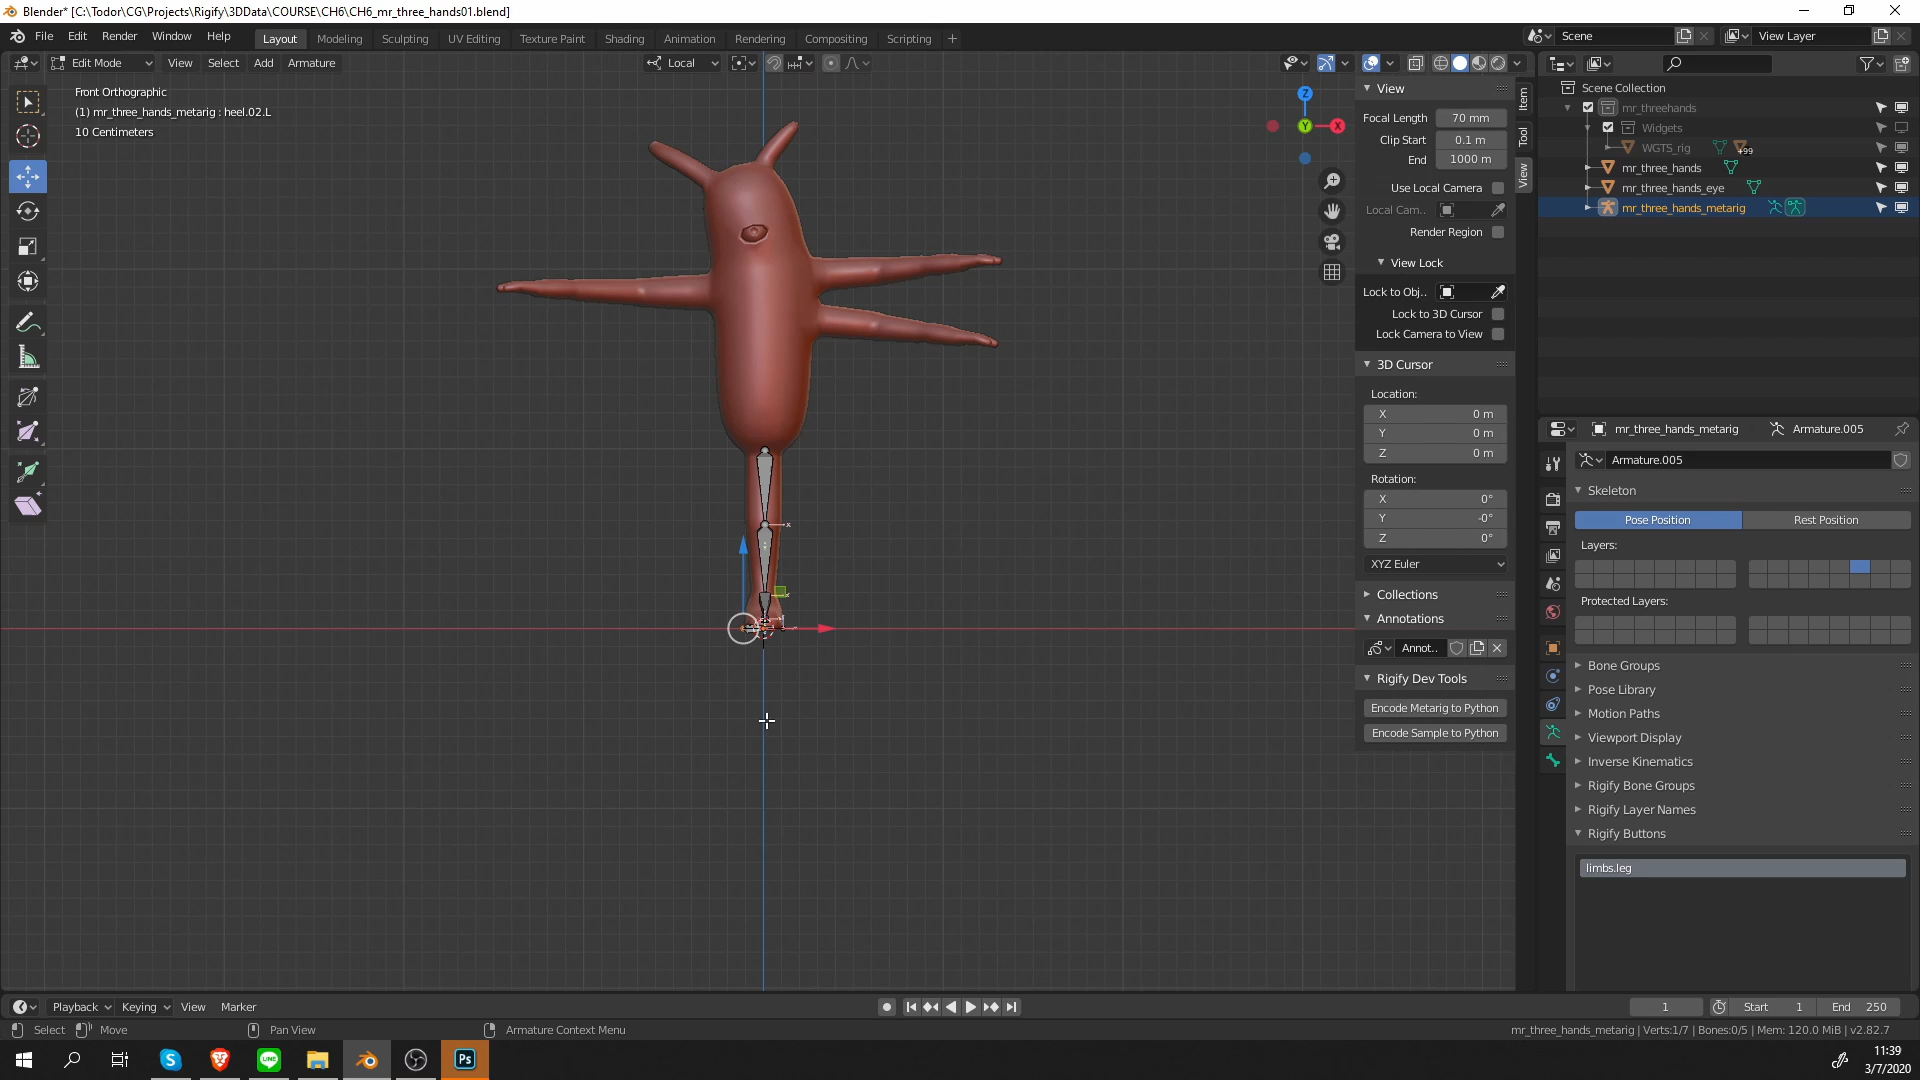 Blender* [C:\Todor\CG\Projects\Rigify\3DData\COURSE\CH6\CH6_mr_three_hands01.blend]
File Edit Render Window Help Layout Modeling Sculpting UV Editing Texture Paint Shading Animation Rendering Compositing Scripting + Scene View Layer
Edit Mode View Select Add Armature Local
Front Orthographic
(1) mr_three_hands_metarig : heel.02.L
10 Centimeters
Z
Y
X
View
Focal Length 70 mm
Clip Start 0.1 m
End 1000 m
Use Local Camera
Local Cam..
Render Region
View Lock
Lock to Obj..
Lock to 3D Cursor
Lock Camera to View
3D Cursor
Location:
X 0 m
Y 0 m
Z 0 m
Rotation:
X 0°
Y -0°
Z 0°
XYZ Euler
Collections
Annotations
Annot..
Rigify Dev Tools
Encode Metarig to Python
Encode Sample to Python
Item
Tool
View
Scene Collection
mr_threehands
Widgets
WGTS_rig +99
mr_three_hands
mr_three_hands_eye
mr_three_hands_metarig
mr_three_hands_metarig Armature.005
Armature.005
Skeleton
Pose Position Rest Position
Layers:
Protected Layers:
Bone Groups
Pose Library
Motion Paths
Viewport Display
Inverse Kinematics
Rigify Bone Groups
Rigify Layer Names
Rigify Buttons
limbs.leg
Playback Keying View Marker 1 Start 1 End 250
Select Move Pan View Armature Context Menu mr_three_hands_metarig | Verts:1/7 | Bones:0/5 | Mem: 120.0 MiB | v2.82.7
Ps
11:39
3/7/2020